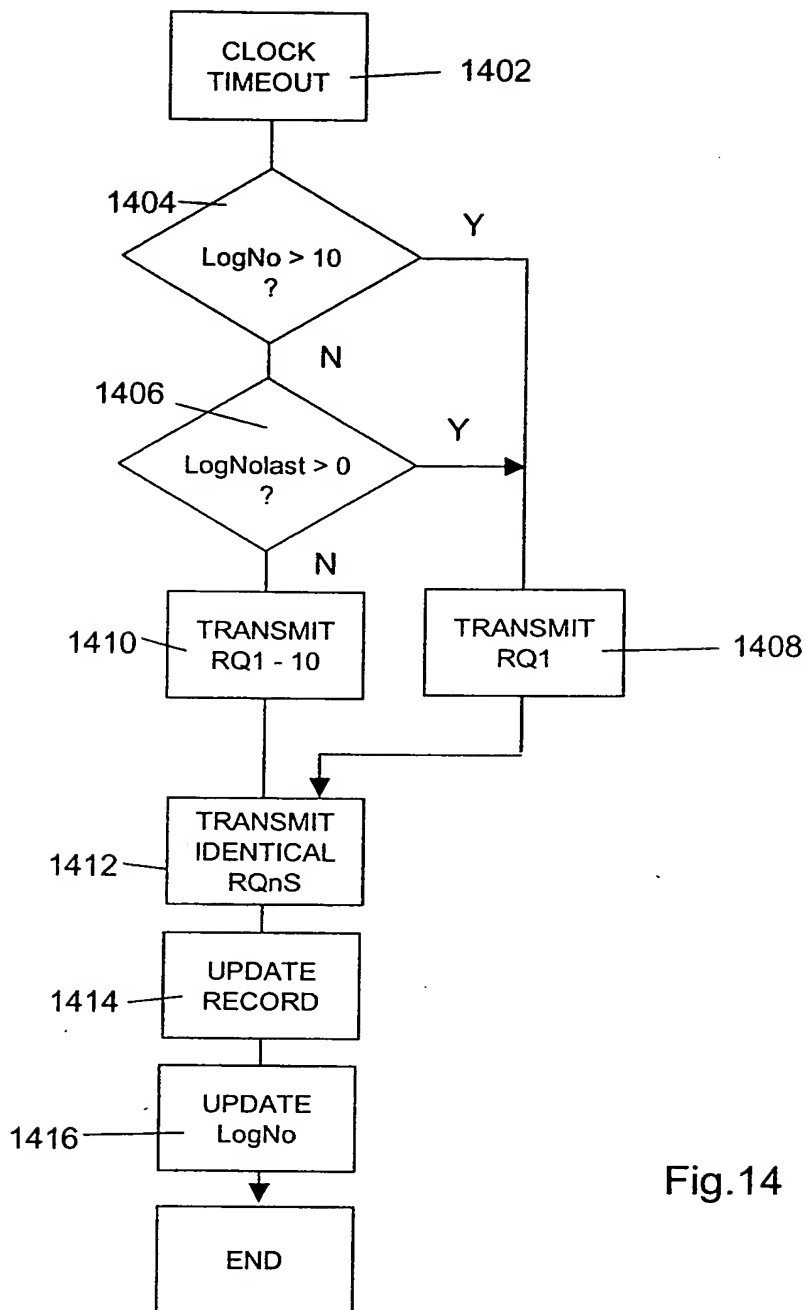 CLOCK
TIMEOUT
1402
1404
LogNo > 10
?
Y
N
1406
LogNolast > 0
?
Y
N
1410
TRANSMIT
RQ1 - 10
TRANSMIT
RQ1
1408
1412
TRANSMIT
IDENTICAL
RQnS
1414
UPDATE
RECORD
1416
UPDATE
LogNo
END
Fig.14